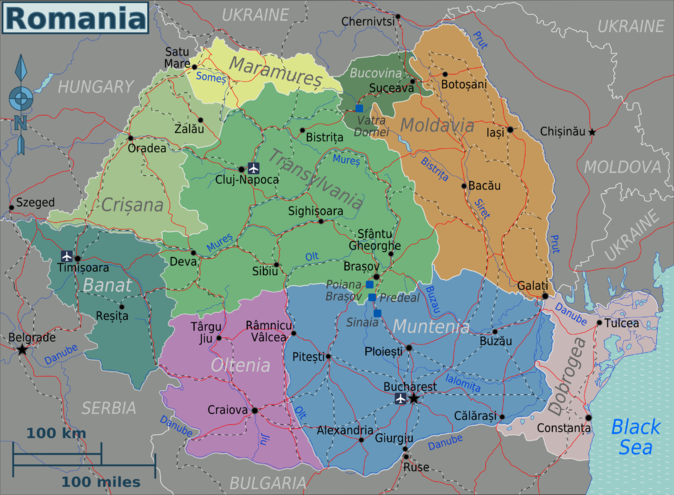 Romania
UKRAINE
Chernivtsi
UKRAINE
Prut
Satu
Mare
Someș
Maramureș
Bucovina
Suceava
Botoșani
HUNGARY
N
Vatra
Dornei
Moldavia
Zalău
Bistrița
Iași
Chișinău
Oradea
Mureș
Transylvania
Bistrița
MOLDOVA
Cluj-Napoca
Bacău
Siret
Szeged
Crișana
Sighișoara
UKRAINE
Sfântu
Gheorghe
Mureș
Olt
Prut
Timișoara
Deva
Sibiu
Brașov
Banat
Poiana
Brașov
Predeal
Buzau
Galați
Reșița
Sinaia
Danube
Tulcea
Târgu
Jiu
Râmnicu
Vâlcea
Muntenia
Belgrade
Danube
Oltenia
Pitești
Ploiești
Buzău
Dobrogea
Bucharest
Ialomița
SERBIA
Craiova
Olt
Călărași
Danube
Jiu
Alexandria
Giurgiu
Danube
Constanța
Black
Sea
Ruse
BULGARIA
100 km
100 miles